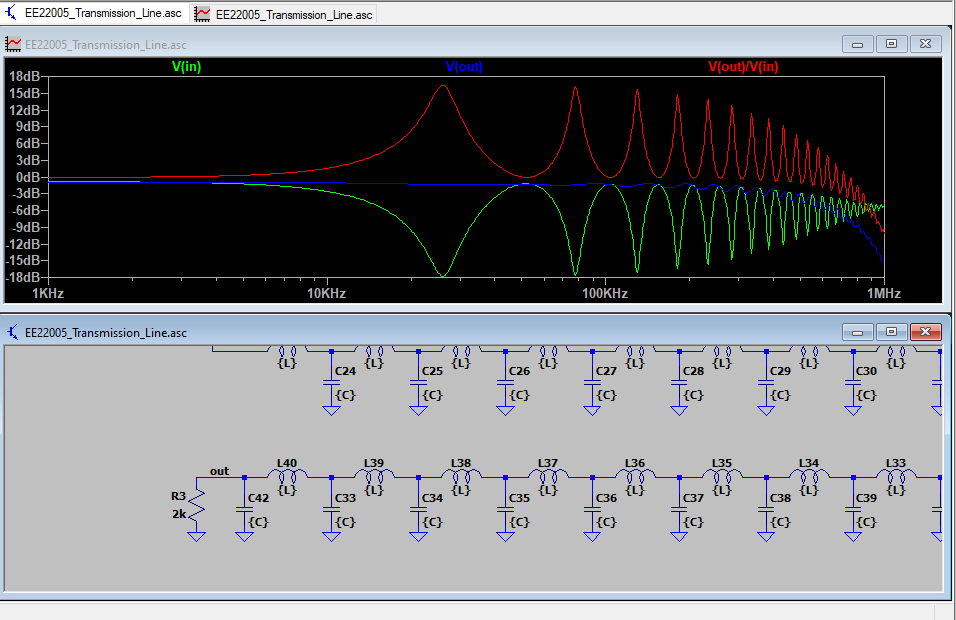 EE22005_Transmission_Line.asc EE22005_Transmission_Line.asc
EE22005_Transmission_Line.asc
V(in) V(out) V(out)/V(in)
18dB
15dB
12dB
9dB
6dB
3dB
0dB
-3dB
-6dB
-9dB
-12dB
-15dB
-18dB
1KHz 10KHz 100KHz 1MHz
EE22005_Transmission_Line.asc
{L} {L} {L} {L} {L} {L} {L} {L}
C24 C25 C26 C27 C28 C29 C30
{C} {C} {C} {C} {C} {C} {C}
out L40 L39 L38 L37 L36 L35 L34 L33
{L} {L} {L} {L} {L} {L} {L} {L}
R3 C42 C33 C34 C35 C36 C37 C38 C39
2k {C} {C} {C} {C} {C} {C} {C} {C}